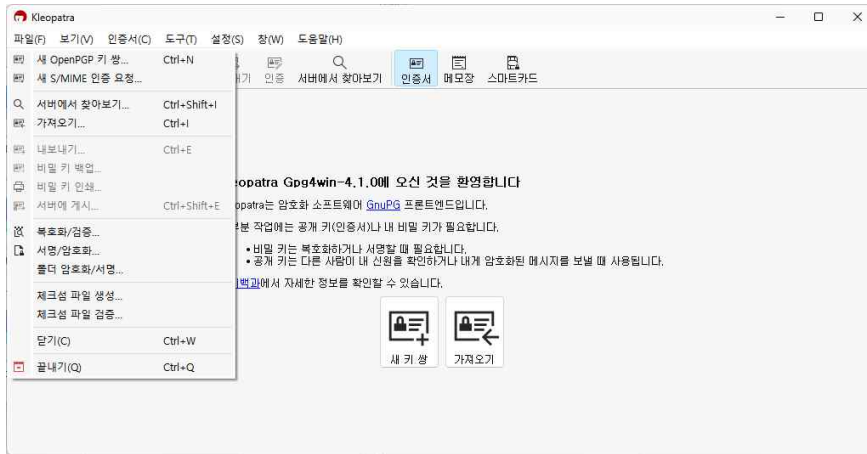 Kleopatra
파일(F) 보기(V) 인증서(C) 도구(T) 설정(S) 창(W) 도움말(H)
새 OpenPGP 키 쌍... Ctrl+N
새 S/MIME 인증 요청...
서버에서 찾아보기... Ctrl+Shift+I
가져오기... Ctrl+I
내보내기... Ctrl+E
비밀 키 백업...
비밀 키 인쇄...
서버에 게시... Ctrl+Shift+E
복호화/검증...
서명/암호화...
폴더 암호화/서명...
체크섬 파일 생성...
체크섬 파일 검증...
닫기(C) Ctrl+W
끝내기(Q) Ctrl+Q
인증 서버에서 찾아보기 인증서 메모장 스마트카드
eopatra Gpg4win-4.1.0에 오신 것을 환영합니다
opatra는 암호화 소프트웨어 GnuPG 프론트엔드입니다.
분 작업에는 공개 키(인증서)나 내 비밀 키가 필요합니다.
• 비밀 키는 복호화하거나 서명할 때 필요합니다.
• 공개 키는 다른 사람이 내 신원을 확인하거나 내게 암호화된 메시지를 보낼 때 사용됩니다.
백과에서 자세한 정보를 확인할 수 있습니다.
새 키 쌍 가져오기